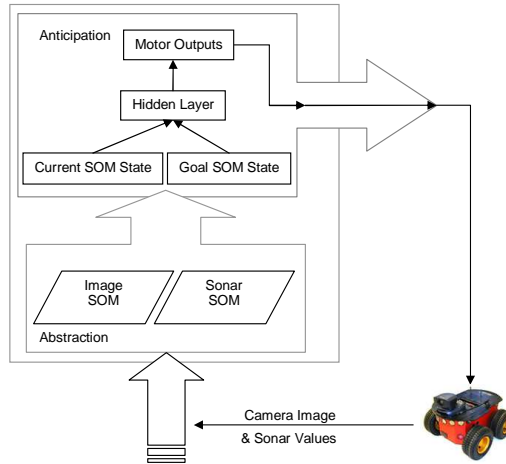 Anticipation
Motor Outputs
Hidden Layer
Current SOM State
Goal SOM State
Image
SOM
Sonar
SOM
Abstraction
Camera Image
& Sonar Values